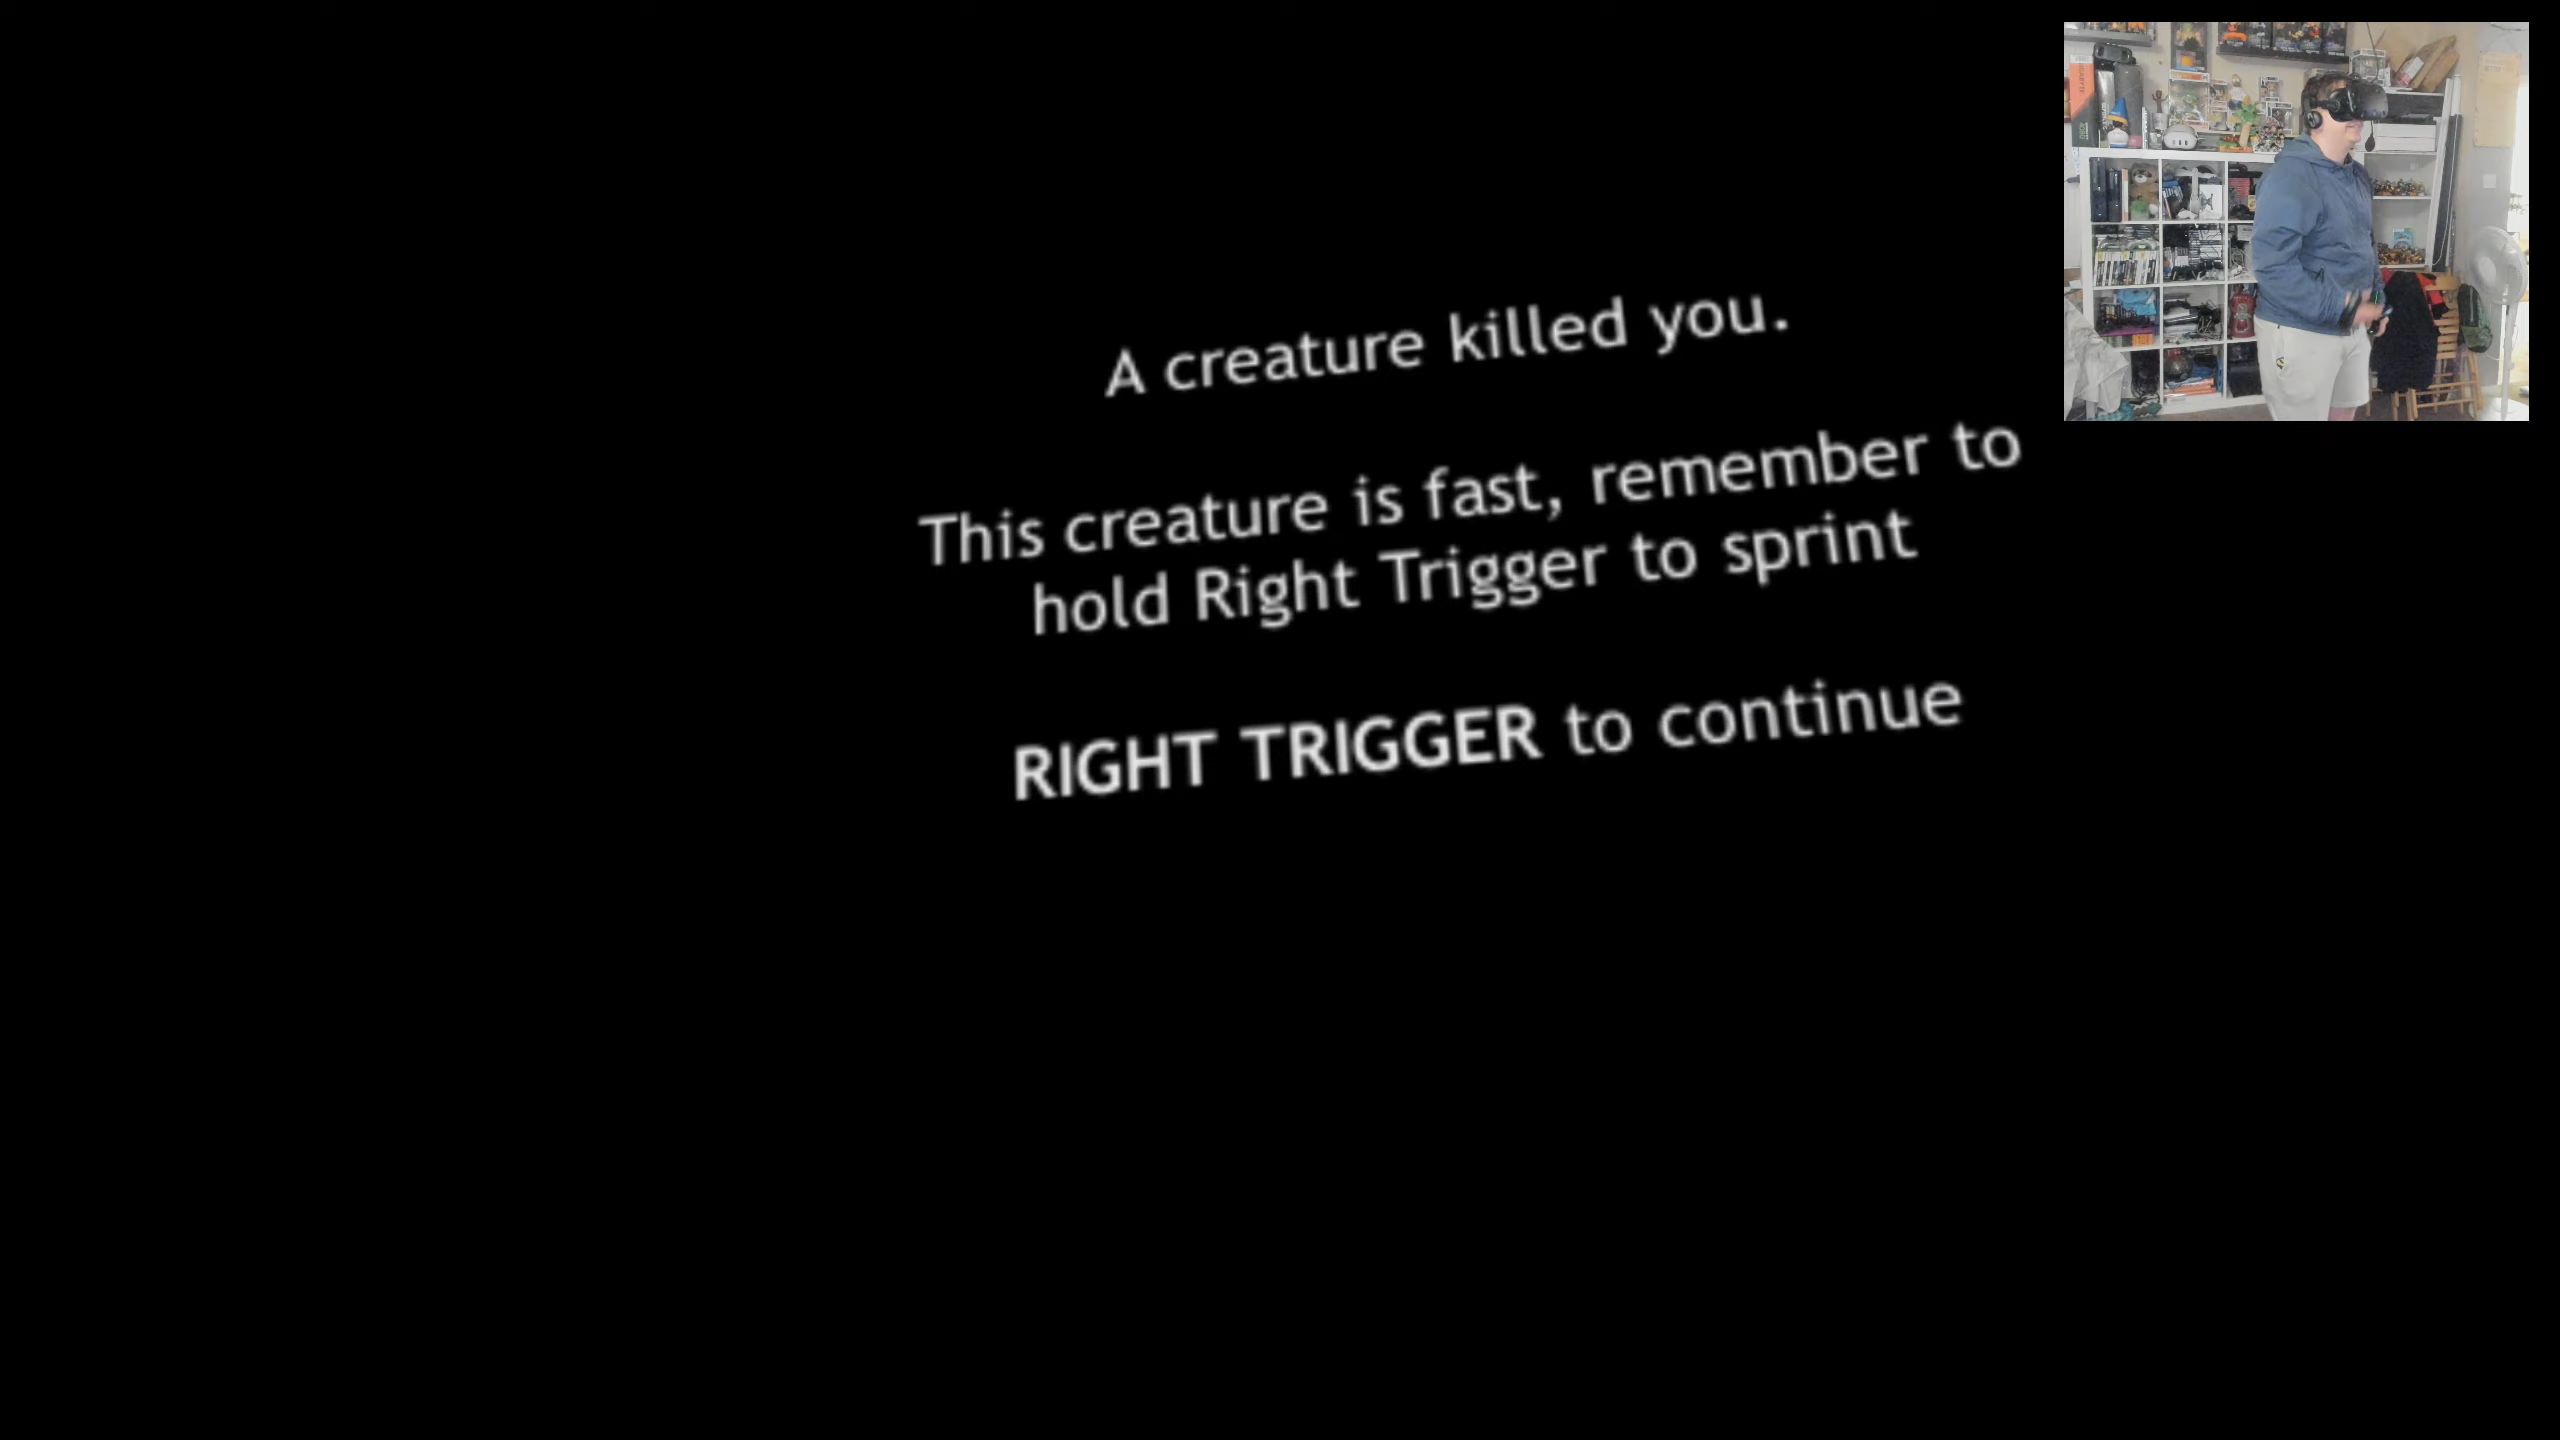 A creature killed you.
This creature is fast, remember to
hold Right Trigger to sprint
RIGHT TRIGGER to continue